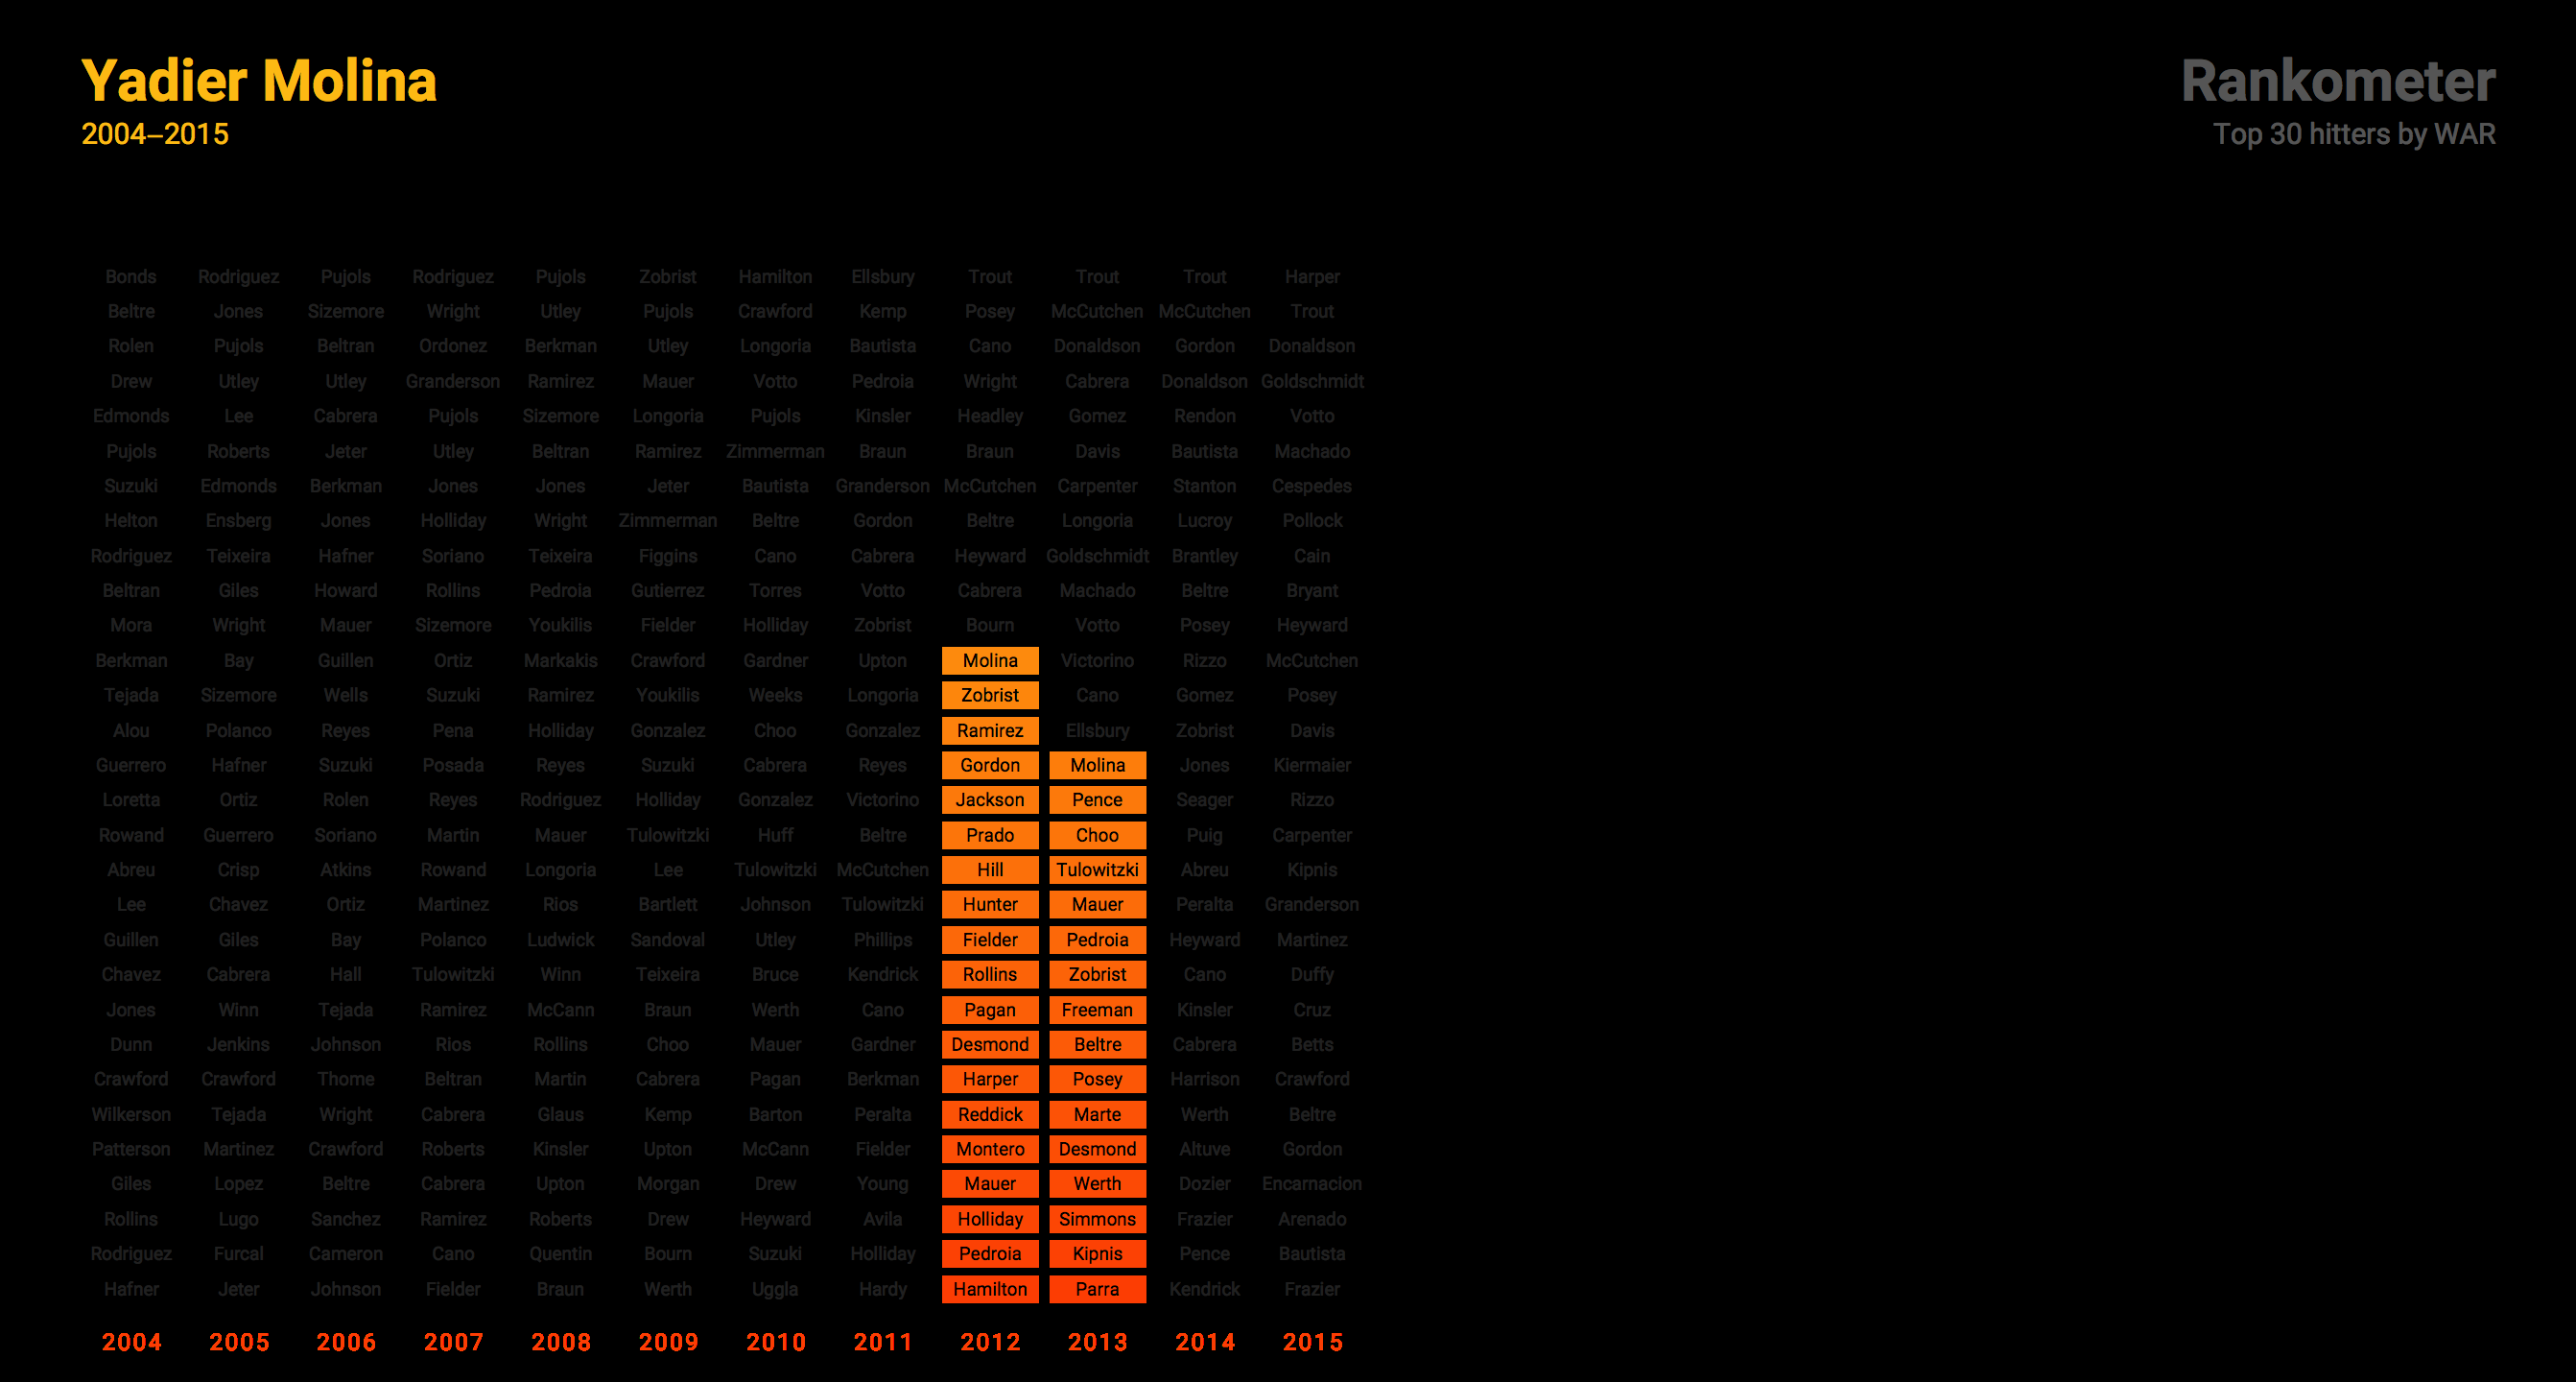 Yadier Molina
2004–2015
Rankometer
Top 30 hitters by WAR
Bonds Rodriguez Pujols Rodriguez Pujols Zobrist Hamilton Ellsbury Trout Trout Trout Harper
Beltre Jones Sizemore Wright Utley Pujols Crawford Kemp Posey McCutchen McCutchen Trout
Rolen Pujols Beltran Ordonez Berkman Utley Longoria Bautista Cano Donaldson Gordon Donaldson
Drew Utley Utley Granderson Ramirez Mauer Votto Pedroia Wright Cabrera Donaldson Goldschmidt
Edmonds Lee Cabrera Pujols Sizemore Longoria Pujols Kinsler Headley Gomez Rendon Votto
Pujols Roberts Jeter Utley Beltran Ramirez Zimmerman Braun Braun Davis Bautista Machado
Suzuki Edmonds Berkman Jones Jones Jeter Bautista Granderson McCutchen Carpenter Stanton Cespedes
Helton Ensberg Jones Holliday Wright Zimmerman Beltre Gordon Beltre Longoria Lucroy Pollock
Rodriguez Teixeira Hafner Soriano Teixeira Figgins Cano Cabrera Heyward Goldschmidt Brantley Cain
Beltran Giles Howard Rollins Pedroia Gutierrez Torres Votto Cabrera Machado Beltre Bryant
Mora Wright Mauer Sizemore Youkilis Fielder Holliday Zobrist Bourn Votto Posey Heyward
Berkman Bay Guillen Ortiz Markakis Crawford Gardner Upton Molina Victorino Rizzo McCutchen
Tejada Sizemore Wells Suzuki Ramirez Youkilis Weeks Longoria Zobrist Cano Gomez Posey
Alou Polanco Reyes Pena Holliday Gonzalez Choo Gonzalez Ramirez Ellsbury Zobrist Davis
Guerrero Hafner Suzuki Posada Reyes Suzuki Cabrera Reyes Gordon Molina Jones Kiermaier
Loretta Ortiz Rolen Reyes Rodriguez Holliday Gonzalez Victorino Jackson Pence Seager Rizzo
Rowand Guerrero Soriano Martin Mauer Tulowitzki Huff Beltre Prado Choo Puig Carpenter
Abreu Crisp Atkins Rowand Longoria Lee Tulowitzki McCutchen Hill Tulowitzki Abreu Kipnis
Lee Chavez Ortiz Martinez Rios Bartlett Johnson Tulowitzki Hunter Mauer Peralta Granderson
Guillen Giles Bay Polanco Ludwick Sandoval Utley Phillips Fielder Pedroia Heyward Martinez
Chavez Cabrera Hall Tulowitzki Winn Teixeira Bruce Kendrick Rollins Zobrist Cano Duffy
Jones Winn Tejada Ramirez McCann Braun Werth Cano Pagan Freeman Kinsler Cruz
Dunn Jenkins Johnson Rios Rollins Choo Mauer Gardner Desmond Beltre Cabrera Betts
Crawford Crawford Thome Beltran Martin Cabrera Pagan Berkman Harper Posey Harrison Crawford
Wilkerson Tejada Wright Cabrera Glaus Kemp Barton Peralta Reddick Marte Werth Beltre
Patterson Martinez Crawford Roberts Kinsler Upton McCann Fielder Montero Desmond Altuve Gordon
Giles Lopez Beltre Cabrera Upton Morgan Drew Young Mauer Werth Dozier Encarnacion
Rollins Lugo Sanchez Ramirez Roberts Drew Heyward Avila Holliday Simmons Frazier Arenado
Rodriguez Furcal Cameron Cano Quentin Bourn Suzuki Holliday Pedroia Kipnis Pence Bautista
Hafner Jeter Johnson Fielder Braun Werth Uggla Hardy Hamilton Parra Kendrick Frazier
2004 2005 2006 2007 2008 2009 2010 2011 2012 2013 2014 2015